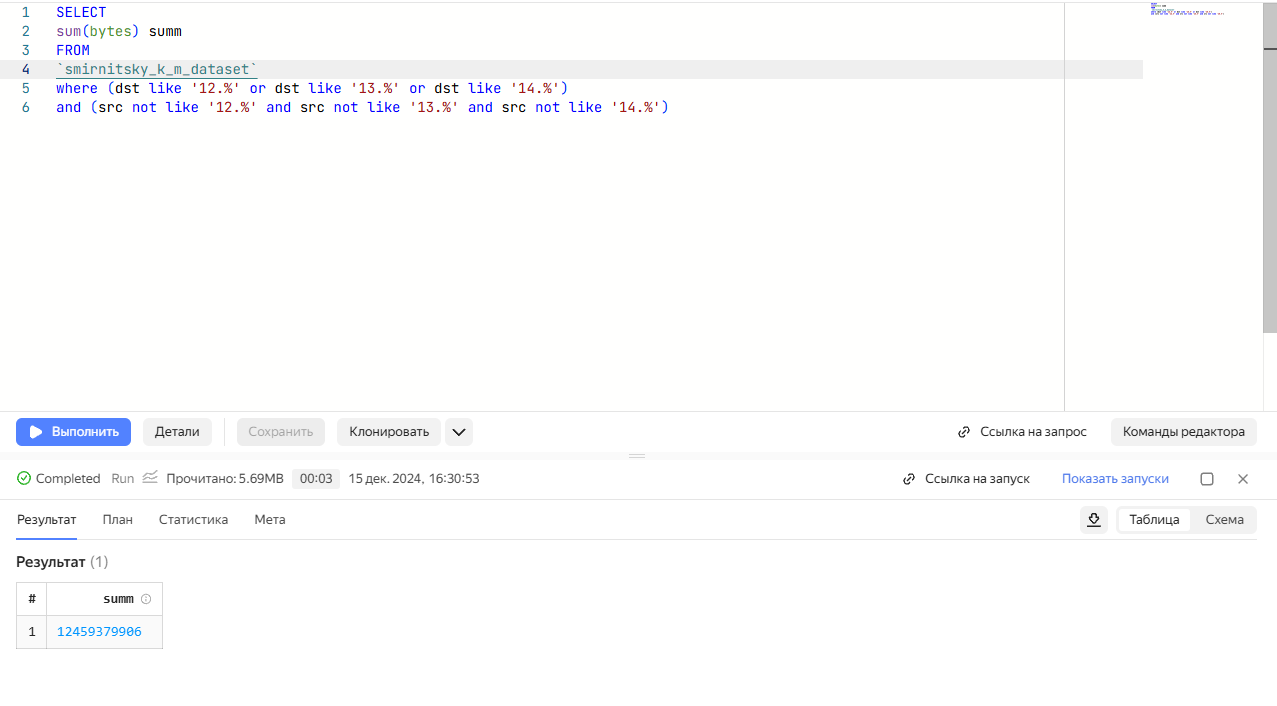 1 SELECT
2 sum(bytes) summ
3 FROM
4 `smirnitsky_k_m_dataset`
5 where (dst like '12.%' or dst like '13.%' or dst like '14.%')
6 and (src not like '12.%' and src not like '13.%' and src not like '14.%')
Выполнить Детали Сохранить Клонировать Ссылка на запрос Команды редактора
Completed Run Прочитано: 5.69MB 00:03 15 дек. 2024, 16:30:53 Ссылка на запуск Показать запуски
Результат План Статистика Мета Таблица Схема
Результат (1)
# summ
1 12459379906